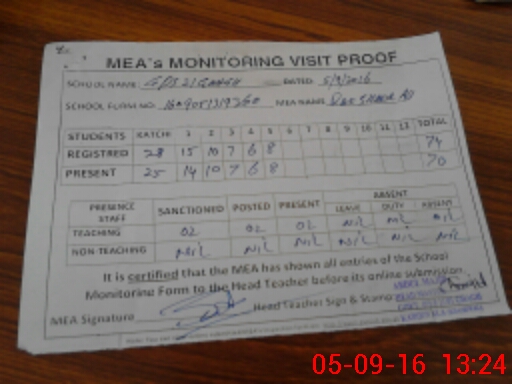 MEA's MONITORING VISIT PROOF
SCHOOL NAME GPS DATED 5/9/2016
SCHOOL FORM NO. MEA NAME
STUDENTS KATCHI 1 2 3 4 5 6 7 8 9 10 11 12 TOTAL
REGISTRED 28 15 10 7 6 8 74
PRESENT 25 14 10 7 6 8 70
PRESENCE STAFF SANCTIONED POSTED PRESENT ABSENT
LEAVE DUTY ABSENT
TEACHING 02 02 02 NiL NiL NiL
NON-TEACHING NiL NiL NiL NiL NiL NiL
It is certified that the MEA has shown all entries of the School
Monitoring Form to the Head Teacher before its online submission.
MEA Signature Head Teacher Sign & Stamp
05-09-16 13:24